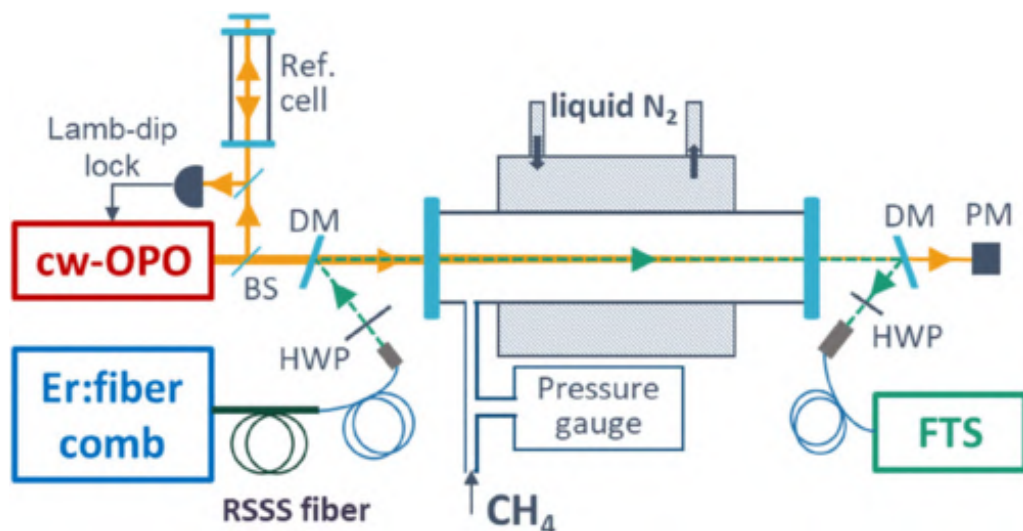 Ref.
cell
liquid N₂
Lamb-dip
lock
DM
DM
PM
cw-OPO
BS
HWP
HWP
Er:fiber
comb
Pressure
gauge
FTS
RSSS fiber
CH₄